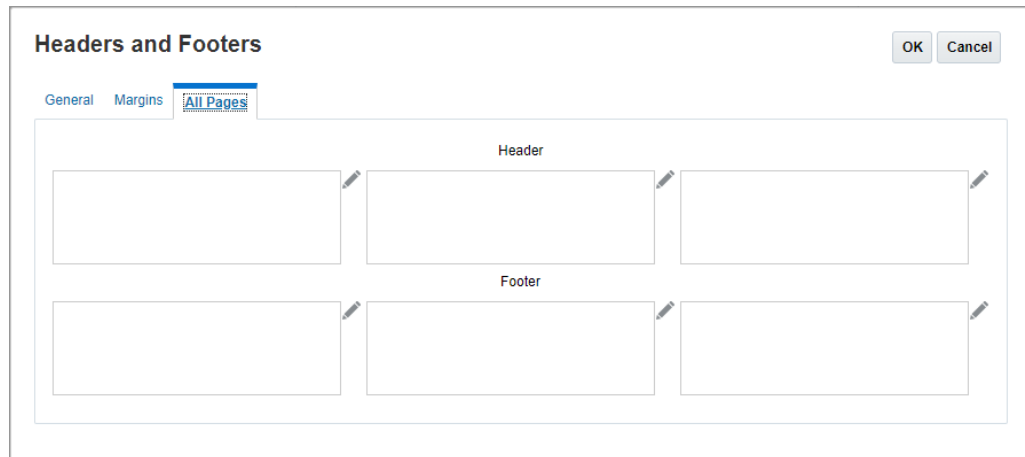 Headers and Footers
OK Cancel
General Margins All Pages
Header
Footer